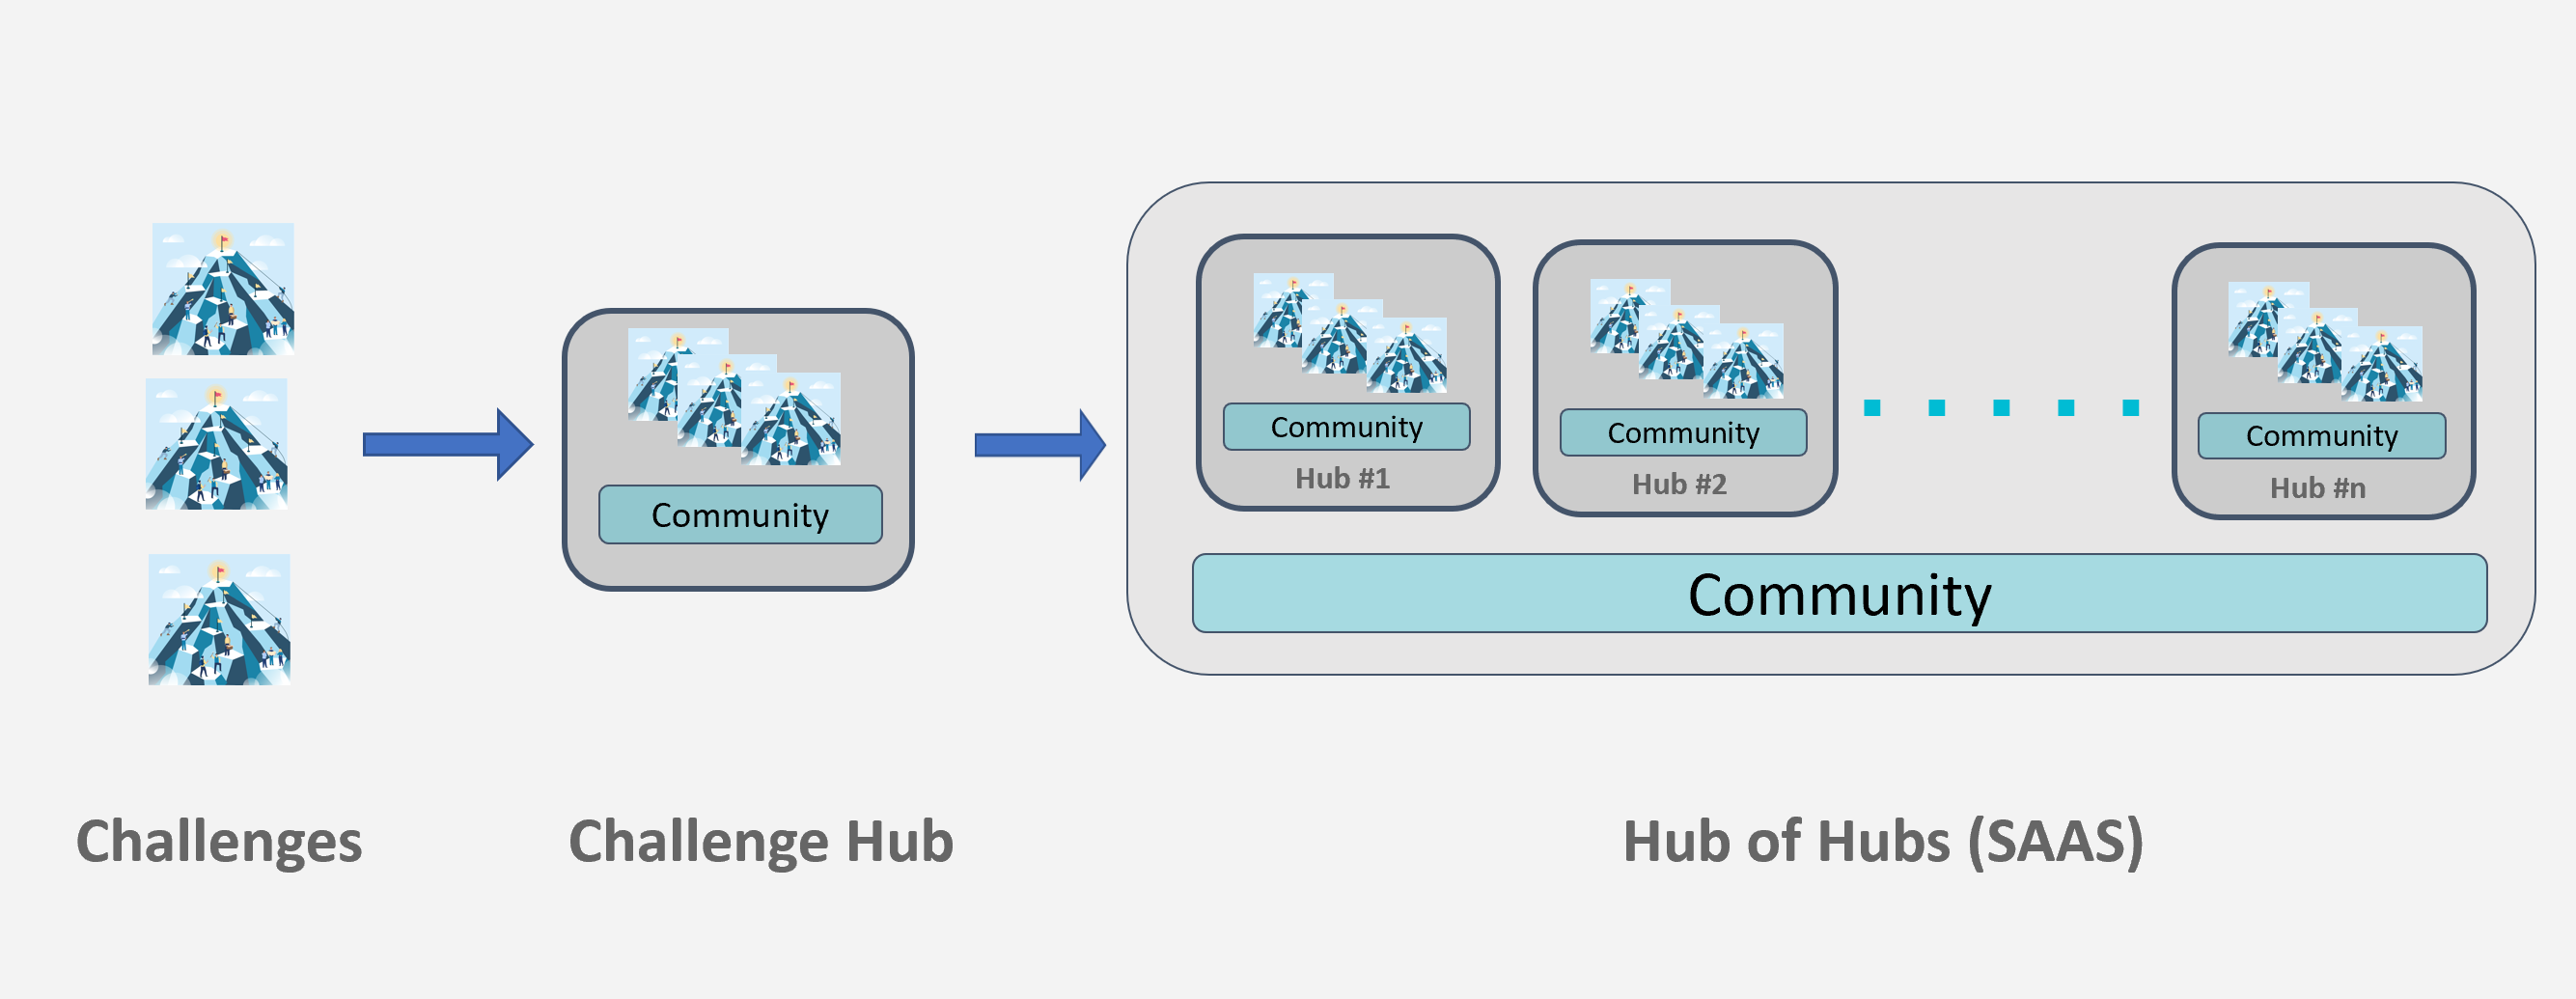 Community
Hub #1
Community
Hub #2
Community
Hub #n
Community
Community
Challenges
Challenge Hub
Hub of Hubs (SAAS)